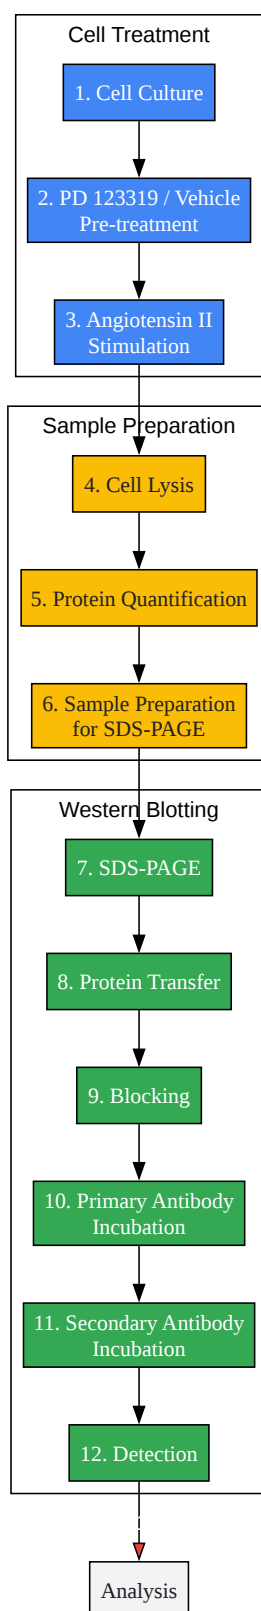 Cell Treatment
1. Cell Culture
2. PD 123319 / Vehicle
Pre-treatment
3. Angiotensin II
Stimulation
Sample Preparation
4. Cell Lysis
5. Protein Quantification
6. Sample Preparation
for SDS-PAGE
Western Blotting
7. SDS-PAGE
8. Protein Transfer
9. Blocking
10. Primary Antibody
Incubation
11. Secondary Antibody
Incubation
12. Detection
Analysis